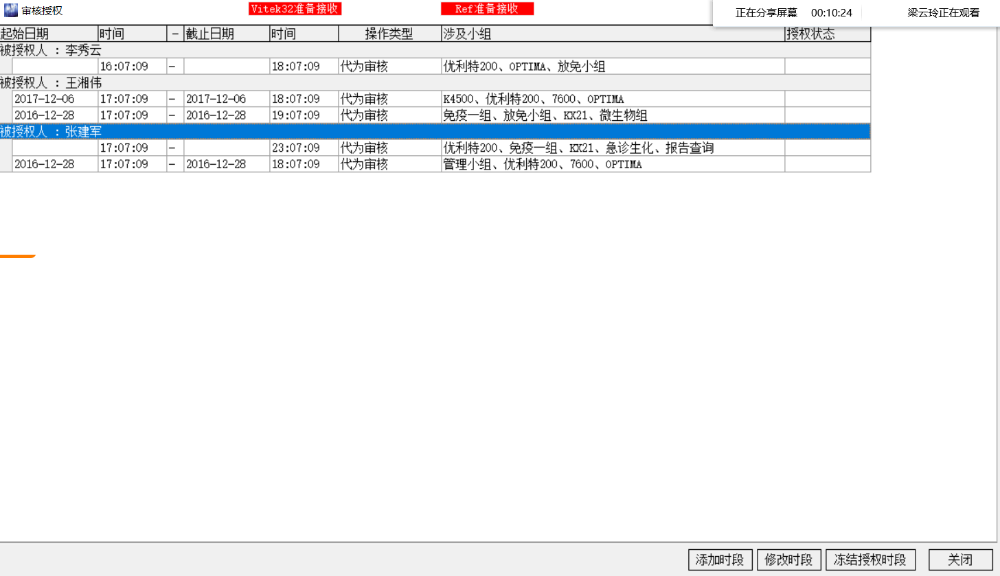 审核授权 Vitek32准备接收 Ref准备接收 正在分享屏幕 00:10:24 梁云玲正在观看
起始日期 时间 - 截止日期 时间 操作类型 涉及小组 授权状态
被授权人 : 李秀云
16:07:09 - 18:07:09 代为审核 优利特200、OPTIMA、放免小组
被授权人 : 王湘伟
2017-12-06 17:07:09 - 2017-12-06 18:07:09 代为审核 K4500、优利特200、7600、OPTIMA
2016-12-28 17:07:09 - 2016-12-28 19:07:09 代为审核 免疫一组、放免小组、KX21、微生物组
被授权人 : 张建军
17:07:09 - 23:07:09 代为审核 优利特200、免疫一组、KX21、急诊生化、报告查询
2016-12-28 17:07:09 - 2016-12-28 18:07:09 代为审核 管理小组、优利特200、7600、OPTIMA
添加时段 修改时段 冻结授权时段 关闭